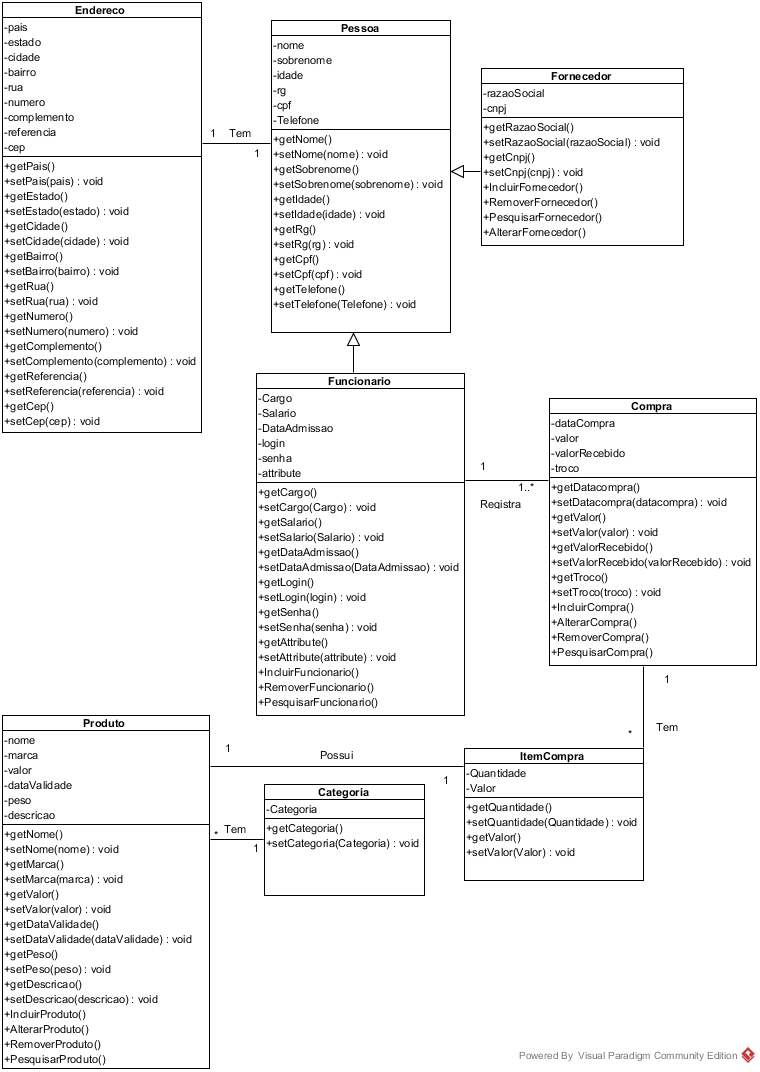 Endereco
-pais
-estado
-cidade
-bairro
-rua
-numero
-complemento
-referencia
-cep
+getPais()
+setPais(pais) : void
+getEstado()
+setEstado(estado) : void
+getCidade()
+setCidade(cidade) : void
+getBairro()
+setBairro(bairro) : void
+getRua()
+setRua(rua) : void
+getNumero()
+setNumero(numero) : void
+getComplemento()
+setComplemento(complemento) : void
+getReferencia()
+setReferencia(referencia) : void
+getCep()
+setCep(cep) : void
1 Tem
1
Pessoa
-nome
-sobrenome
-idade
-rg
-cpf
-Telefone
+getNome()
+setNome(nome) : void
+getSobrenome()
+setSobrenome(sobrenome) : void
+getIdade()
+setIdade(idade) : void
+getRg()
+setRg(rg) : void
+getCpf()
+setCpf(cpf) : void
+getTelefone()
+setTelefone(Telefone) : void
Fornecedor
-razaoSocial
-cnpj
+getRazaoSocial()
+setRazaoSocial(razaoSocial) : void
+getCnpj()
+setCnpj(cnpj) : void
+IncluirFornecedor()
+RemoverFornecedor()
+PesquisarFornecedor()
+AlterarFornecedor()
Funcionario
-Cargo
-Salario
-DataAdmissao
-login
-senha
-attribute
+getCargo()
+setCargo(Cargo) : void
+getSalario()
+setSalario(Salario) : void
+getDataAdmissao()
+setDataAdmissao(DataAdmissao) : void
+getLogin()
+setLogin(login) : void
+getSenha()
+setSenha(senha) : void
+getAttribute()
+setAttribute(attribute) : void
+IncluirFuncionario()
+RemoverFuncionario()
+PesquisarFuncionario()
1
1..*
Registra
Compra
-dataCompra
-valor
-valorRecebido
-troco
+getDatacompra()
+setDatacompra(datacompra) : void
+getValor()
+setValor(valor) : void
+getValorRecebido()
+setValorRecebido(valorRecebido) : void
+getTroco()
+setTroco(troco) : void
+IncluirCompra()
+AlterarCompra()
+RemoverCompra()
+PesquisarCompra()
1
* Tem
Produto
-nome
-marca
-valor
-dataValidade
-peso
-descricao
+getNome()
+setNome(nome) : void
+getMarca()
+setMarca(marca) : void
+getValor()
+setValor(valor) : void
+getDataValidade()
+setDataValidade(dataValidade) : void
+getPeso()
+setPeso(peso) : void
+getDescricao()
+setDescricao(descricao) : void
+IncluirProduto()
+AlterarProduto()
+RemoverProduto()
+PesquisarProduto()
1
Possui
1
* Tem
1
Categoria
-Categoria
+getCategoria()
+setCategoria(Categoria) : void
ItemCompra
-Quantidade
-Valor
+getQuantidade()
+setQuantidade(Quantidade) : void
+getValor()
+setValor(Valor) : void
Powered By Visual Paradigm Community Edition